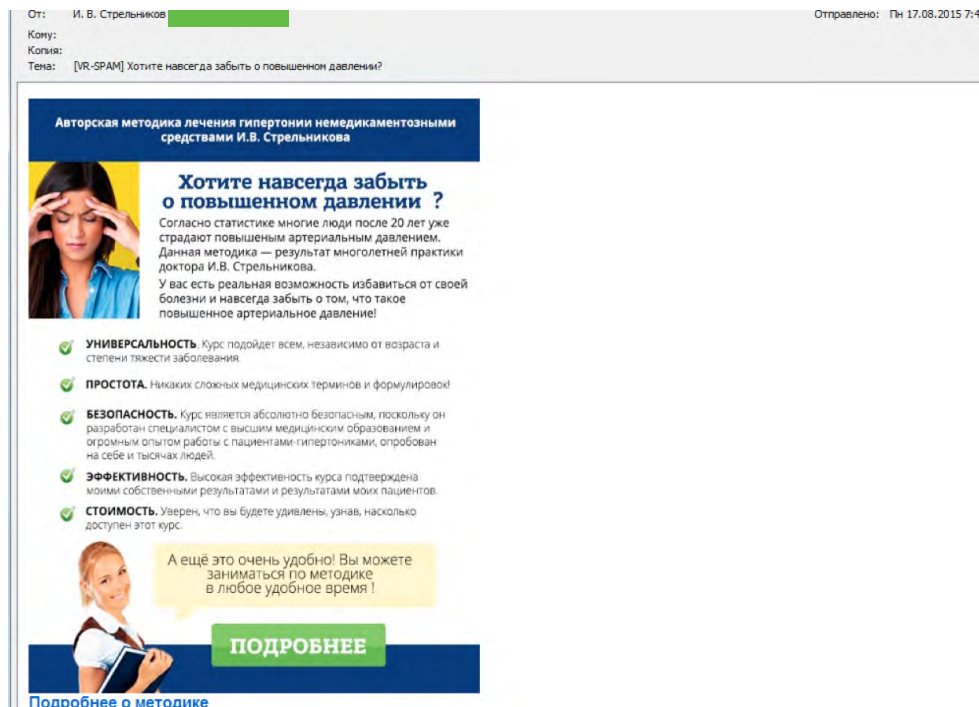 От: И. В. Стрельников Отправлено: Пн 17.08.2015 7:4
Кому:
Копия:
Тема: [VR-SPAM] Хотите навсегда забыть о повышенном давлении?
Авторская методика лечения гипертонии немедикаментозными
средствами И.В. Стрельникова
Хотите навсегда забыть
о повышенном давлении ?
Согласно статистике многие люди после 20 лет уже
страдают повышеным артериальным давлением.
Данная методика — результат многолетней практики
доктора И.В. Стрельникова.
У вас есть реальная возможность избавиться от своей
болезни и навсегда забыть о том, что такое
повышенное артериальное давление!
УНИВЕРСАЛЬНОСТЬ. Курс подойдет всем, независимо от возраста и
степени тяжести заболевания.
ПРОСТОТА. Никаких сложных медицинских терминов и формулировок!
БЕЗОПАСНОСТЬ. Курс является абсолютно безопасным, поскольку он
разработан специалистом с высшим медицинским образованием и
огромным опытом работы с пациентами-гипертониками, опробован
на себе и тысячах людей.
ЭФФЕКТИВНОСТЬ. Высокая эффективность курса подтверждена
моими собственными результатами и результатами моих пациентов.
СТОИМОСТЬ. Уверен, что вы будете удивлены, узнав, насколько
доступен этот курс.
А ещё это очень удобно! Вы можете
заниматься по методике
в любое удобное время !
ПОДРОБНЕЕ
Подробнее о методике